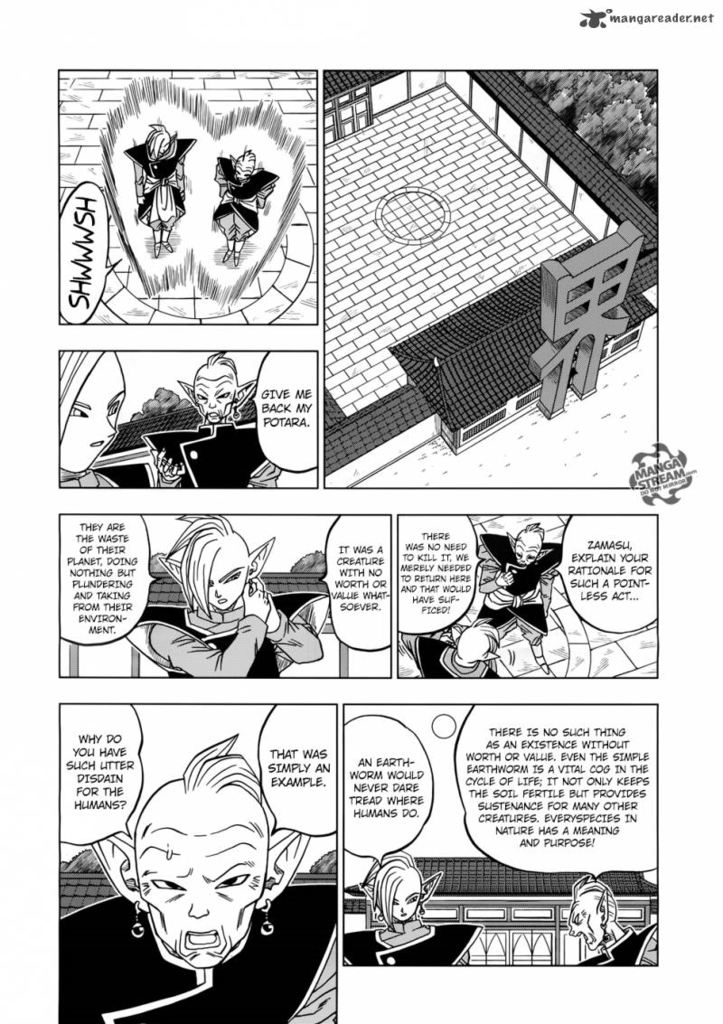 mangareader.net
界
SHWWWSH
GIVE ME
BACK MY
POTARA.
MANGA
STREAM.com
DO NOT MIRROR
ZAMASU,
EXPLAIN YOUR
RATIONALE FOR
SUCH A POINT-
LESS ACT...
THERE
WAS NO NEED
TO KILL IT, WE
MERELY NEEDED
TO RETURN HERE
AND THAT WOULD
HAVE SUF-
FICED!
IT WAS A
CREATURE
WITH NO
WORTH OR
VALUE WHAT-
SOEVER.
THEY ARE
THE WASTE
OF THEIR
PLANET, DOING
NOTHING BUT
PLUNDERING
AND TAKING
FROM THEIR
ENVIRON-
MENT.
THERE IS NO SUCH THING
AS AN EXISTENCE WITHOUT
WORTH OR VALUE. EVEN THE SIMPLE
EARTHWORM IS A VITAL COG IN THE
CYCLE OF LIFE; IT NOT ONLY KEEPS
THE SOIL FERTILE BUT PROVIDES
SUSTENANCE FOR MANY OTHER
CREATURES. EVERYSPECIES IN
NATURE HAS A MEANING
AND PURPOSE!
AN EARTH-
WORM WOULD
NEVER DARE
TREAD WHERE
HUMANS DO.
THAT WAS
SIMPLY AN
EXAMPLE.
WHY DO
YOU HAVE
SUCH UTTER
DISDAIN
FOR THE
HUMANS?